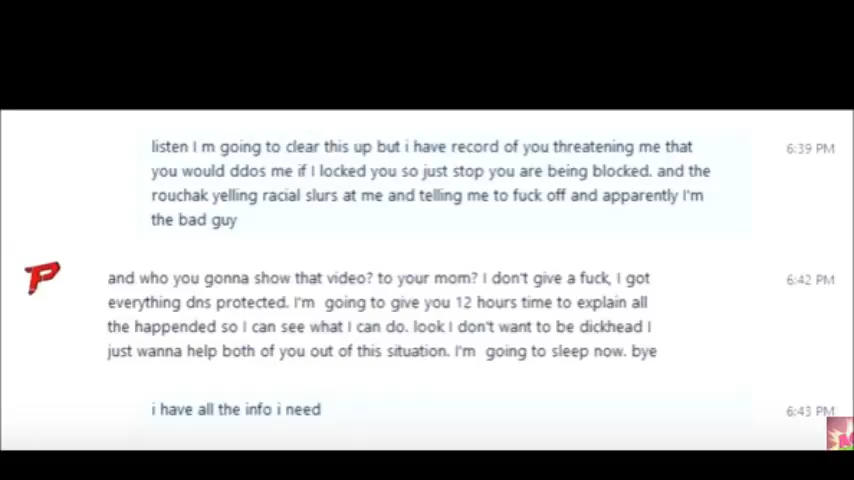 listen I m going to clear this up but i have record of you threatening me that
you would ddos me if I locked you so just stop you are being blocked. and the
rouchak yelling racial slurs at me and telling me to fuck off and apparently I'm
the bad guy
6:39 PM
and who you gonna show that video? to your mom? I don't give a fuck, I got
everything dns protected. I'm going to give you 12 hours time to explain all
the happended so I can see what I can do. look I don't want to be dickhead I
just wanna help both of you out of this situation. I'm going to sleep now. bye
6:42 PM
i have all the info i need
6:43 PM